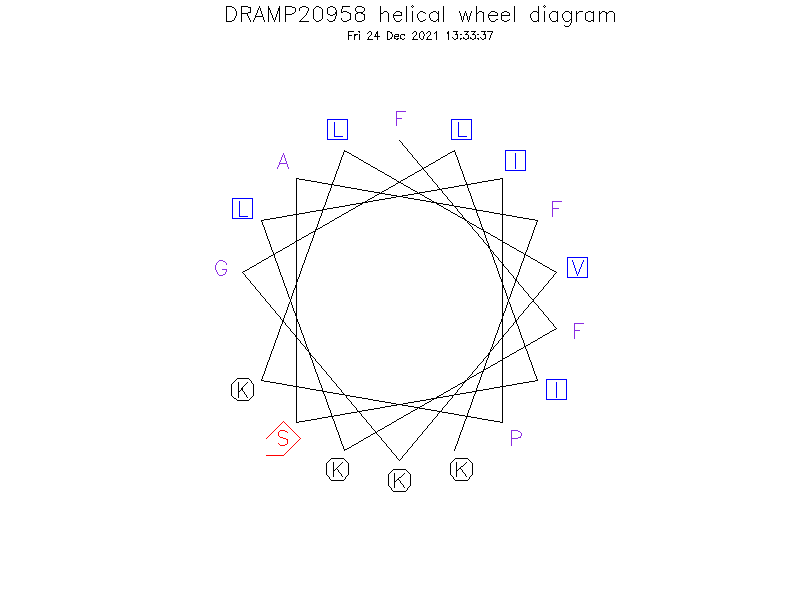 DRAMP20958 helical wheel diagram
Fri 24 Dec 2021 13:33:37
F
L L
A I
L F
G V
F
K I
S P
K K
K